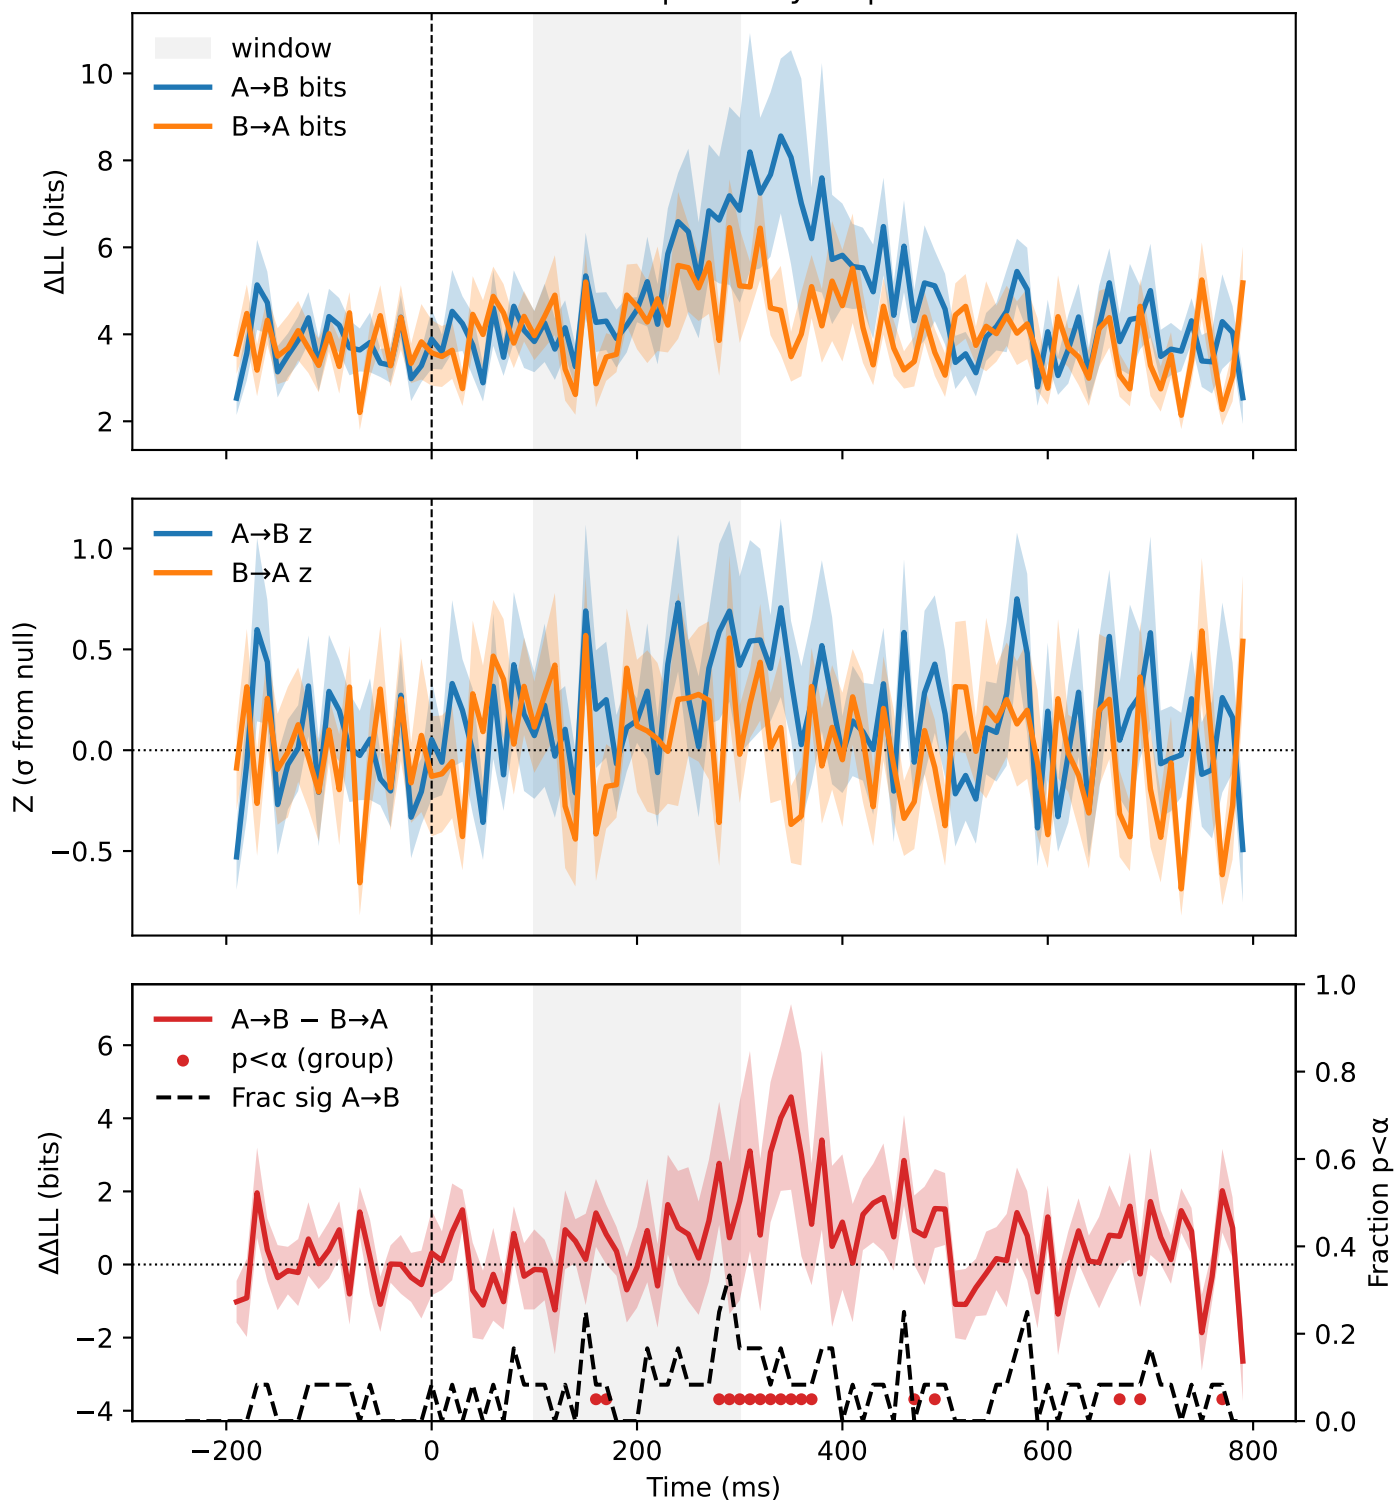 window
A→B bits
B→A bits
10
8
6
4
2
ΔLL (bits)
A→B z
B→A z
1.0
0.5
0.0
−0.5
Z (σ from null)
A→B − B→A
p<α (group)
Frac sig A→B
6
4
2
0
−2
−4
ΔΔLL (bits)
1.0
0.8
0.6
0.4
0.2
0.0
Fraction p<α
−200
0
200
400
600
800
Time (ms)